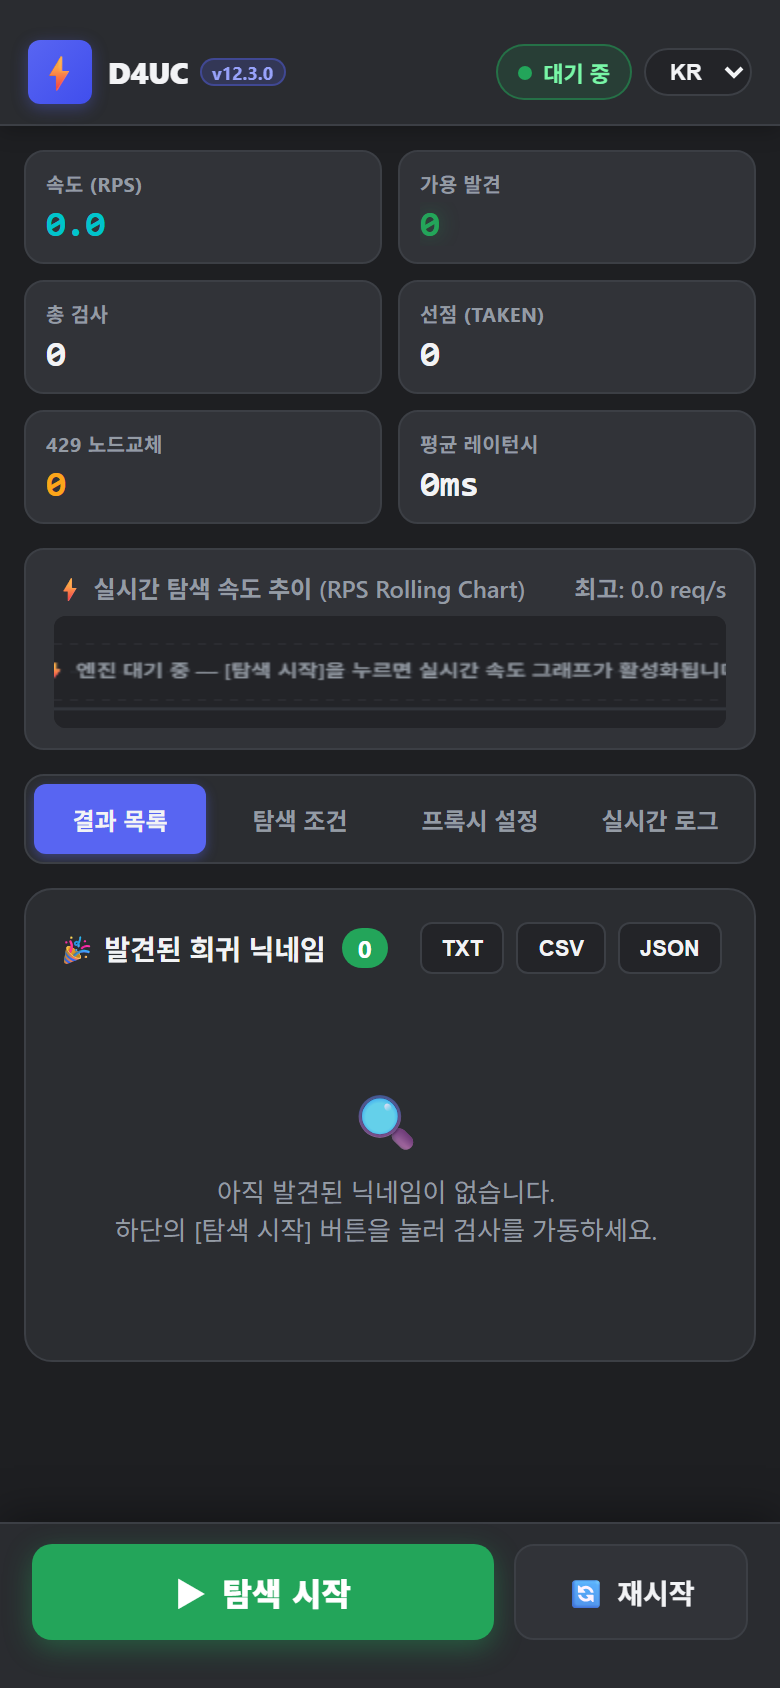 D4UC v12.3.0 대기 중 KR
속도 (RPS)
0.0
가용 발견
0
총 검사
0
선점 (TAKEN)
0
429 노드교체
0
평균 레이턴시
0ms
실시간 탐색 속도 추이 (RPS Rolling Chart) 최고: 0.0 req/s
엔진 대기 중 — [탐색 시작]을 누르면 실시간 속도 그래프가 활성화됩니
결과 목록 탐색 조건 프록시 설정 실시간 로그
발견된 희귀 닉네임 0 TXT CSV JSON
아직 발견된 닉네임이 없습니다.
하단의 [탐색 시작] 버튼을 눌러 검사를 가동하세요.
▶ 탐색 시작 재시작